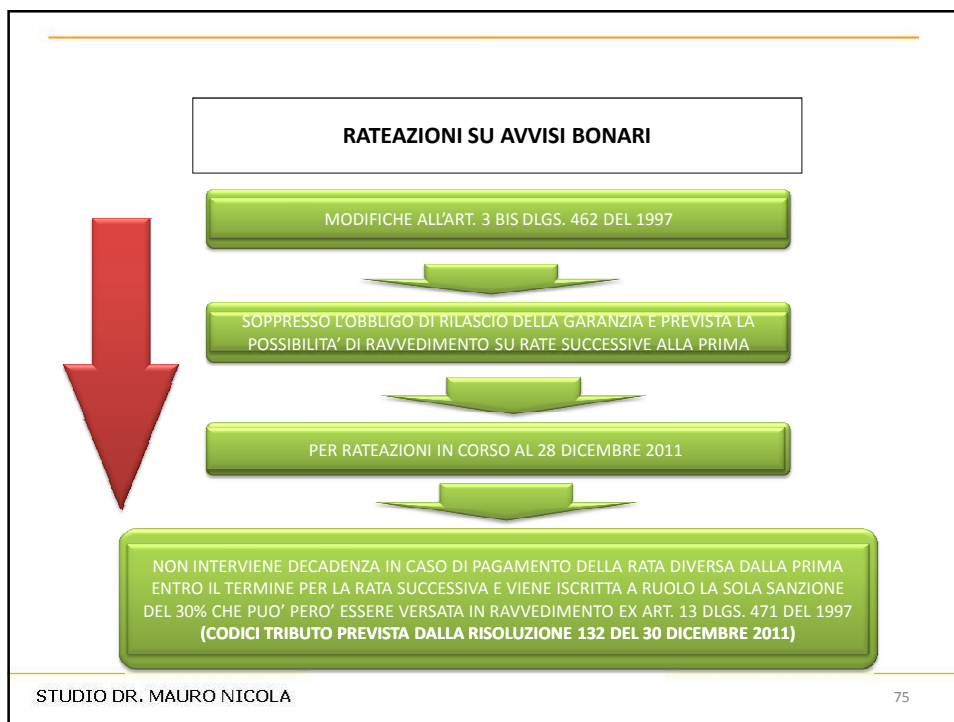 RATEAZIONI SU AVVISI BONARI
MODIFICHE ALL'ART. 3 BIS DLGS. 462 DEL 1997
SOPPRESSO L'OBBLIGO DI RILASCIO DELLA GARANZIA E PREVISTA LA
POSSIBILITA' DI RAVVEDIMENTO SU RATE SUCCESSIVE ALLA PRIMA
PER RATEAZIONI IN CORSO AL 28 DICEMBRE 2011
NON INTERVIENE DECADENZA IN CASO DI PAGAMENTO DELLA RATA DIVERSA DALLA PRIMA
ENTRO IL TERMINE PER LA RATA SUCCESSIVA E VIENE ISCRITTA A RUOLO LA SOLA SANZIONE
DEL 30% CHE PUO' PERO' ESSERE VERSATA IN RAVVEDIMENTO EX ART. 13 DLGS. 471 DEL 1997
(CODICI TRIBUTO PREVISTA DALLA RISOLUZIONE 132 DEL 30 DICEMBRE 2011)
STUDIO DR. MAURO NICOLA
75